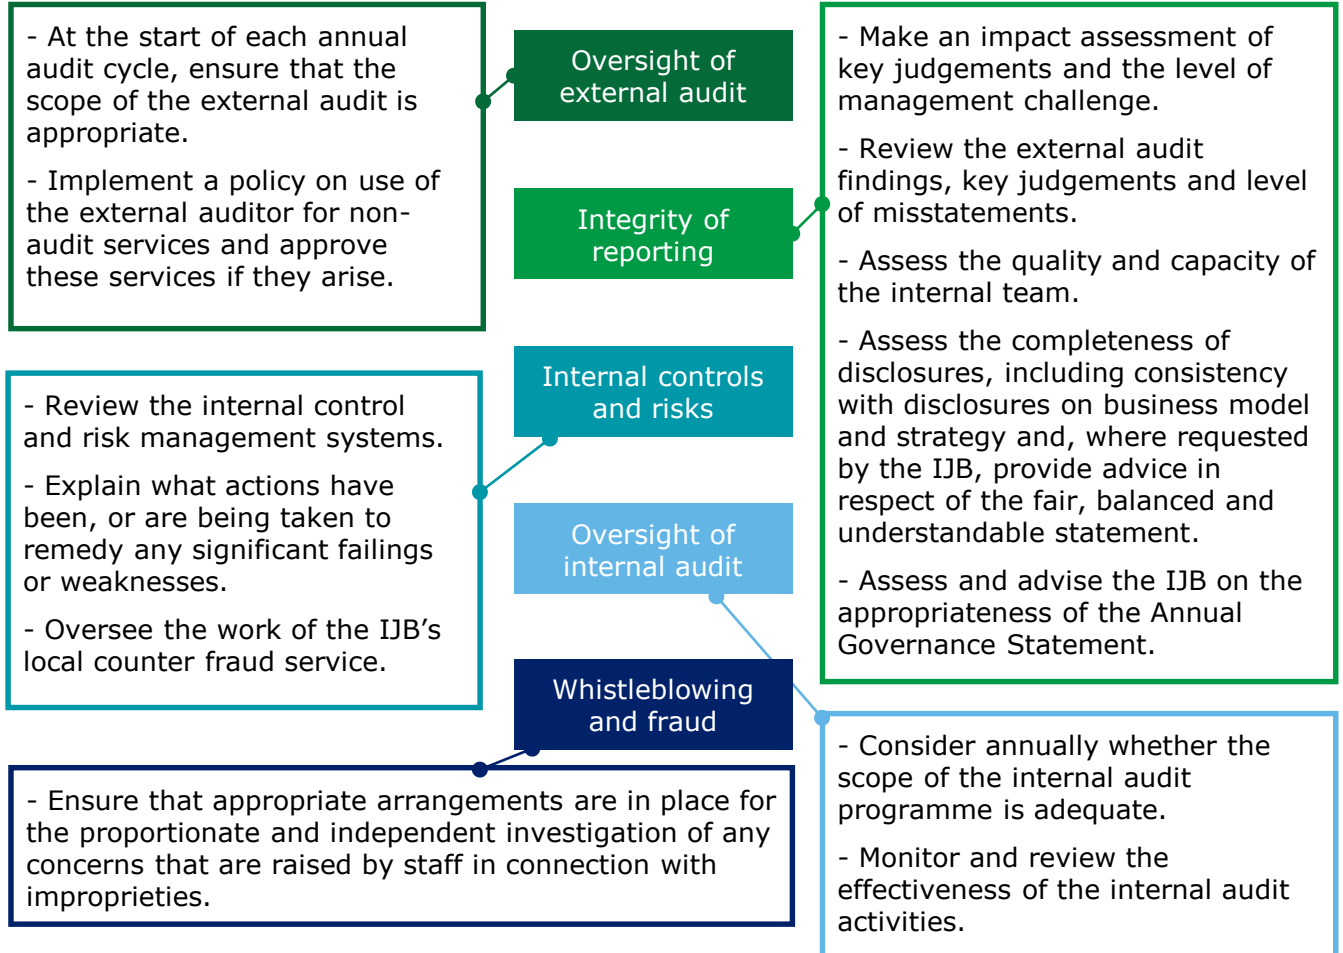 - At the start of each annual
audit cycle, ensure that the
scope of the external audit is
appropriate.
- Implement a policy on use of
the external auditor for non-
audit services and approve
these services if they arise.
Oversight of
external audit
Integrity of
reporting
- Make an impact assessment of
key judgements and the level of
management challenge.
- Review the external audit
findings, key judgements and level
of misstatements.
- Assess the quality and capacity of
the internal team.
- Assess the completeness of
disclosures, including consistency
with disclosures on business model
and strategy and, where requested
by the IJB, provide advice in
respect of the fair, balanced and
understandable statement.
- Assess and advise the IJB on the
appropriateness of the Annual
Governance Statement.
Internal controls
and risks
- Review the internal control
and risk management systems.
- Explain what actions have
been, or are being taken to
remedy any significant failings
or weaknesses.
- Oversee the work of the IJB’s
local counter fraud service.
Oversight of
internal audit
- Consider annually whether the
scope of the internal audit
programme is adequate.
- Monitor and review the
effectiveness of the internal audit
activities.
Whistleblowing
and fraud
- Ensure that appropriate arrangements are in place for
the proportionate and independent investigation of any
concerns that are raised by staff in connection with
improprieties.